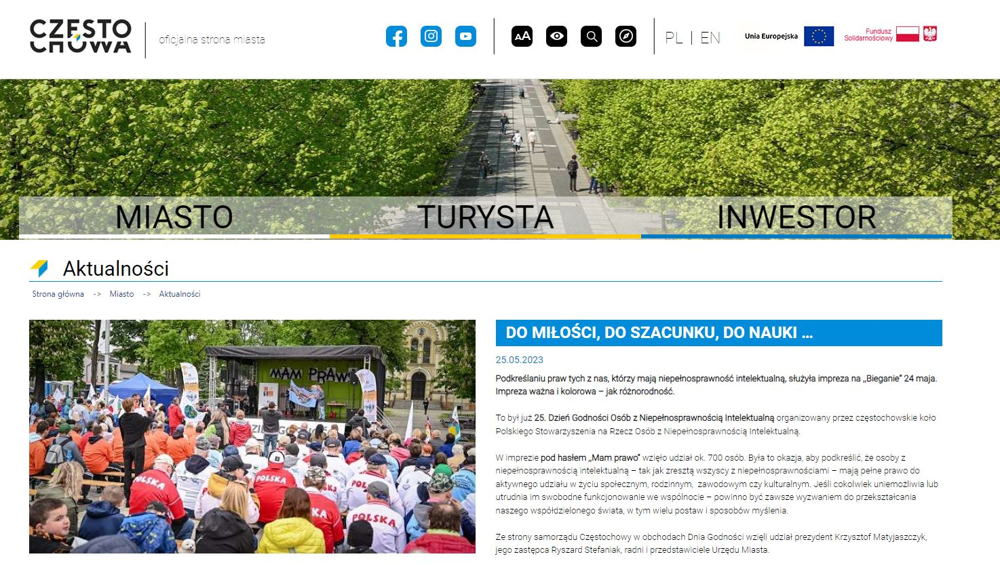 CZĘSTO
CHOWA
oficjalna strona miasta
AA
PL | EN
Unia Europejska
Fundusz
Solidarnościowy
MIASTO
TURYSTA
INWESTOR
Aktualności
Strona główna -> Miasto -> Aktualności
MAM PRAWO
POLSKA
POLSKA
POLSKA
POLSKA
POLSKA
DO MIŁOŚCI, DO SZACUNKU, DO NAUKI ...
25.05.2023
Podkreślaniu praw tych z nas, którzy mają niepełnosprawność intelektualną, służyła impreza na „Bieganie” 24 maja.
Impreza ważna i kolorowa – jak różnorodność.
To był już 25. Dzień Godności Osób z Niepełnosprawnością Intelektualną organizowany przez częstochowskie koło
Polskiego Stowarzyszenia na Rzecz Osób z Niepełnosprawnością Intelektualną.
W imprezie pod hasłem „Mam prawo” wzięło udział ok. 700 osób. Była to okazja, aby podkreślić, że osoby z
niepełnosprawnością intelektualną – tak jak zresztą wszyscy z niepełnosprawnościami – mają pełne prawo do
aktywnego udziału w życiu społecznym, rodzinnym, zawodowym czy kulturalnym. Jeśli cokolwiek uniemożliwia lub
utrudnia im swobodne funkcjonowanie we wspólnocie – powinno być zawsze wyzwaniem do przekształcania
naszego współdzielonego świata, w tym wielu postaw i sposobów myślenia.
Ze strony samorządu Częstochowy w obchodach Dnia Godności wzięli udział prezydent Krzysztof Matyjaszczyk,
jego zastępca Ryszard Stefaniak, radni i przedstawiciele Urzędu Miasta.